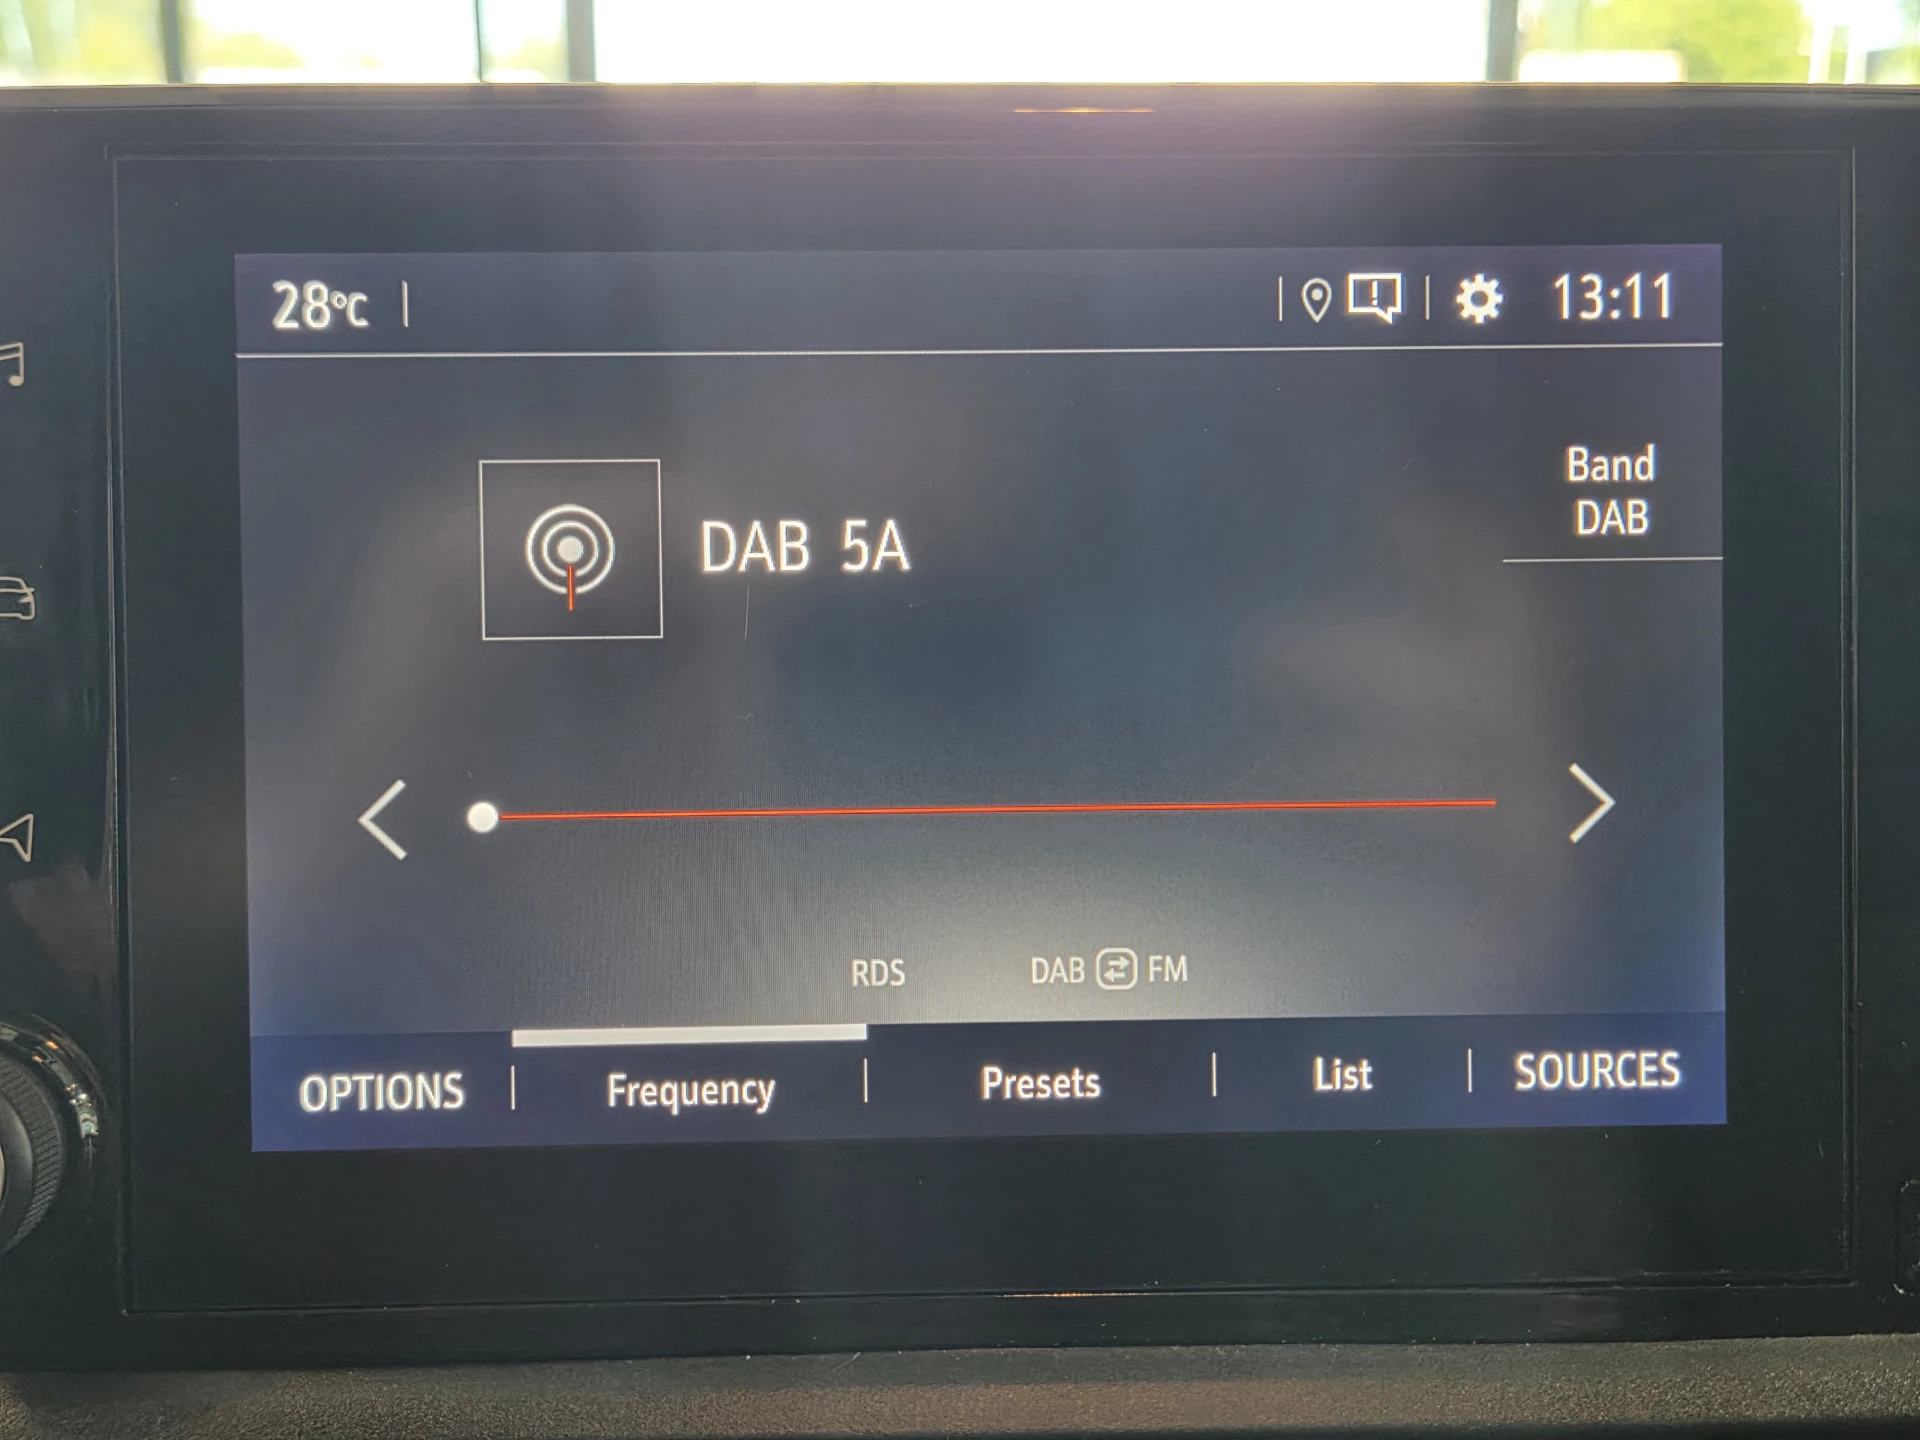 28°C
13:11
Band
DAB
DAB 5A
RDS
DAB FM
OPTIONS
Frequency
Presets
List
SOURCES